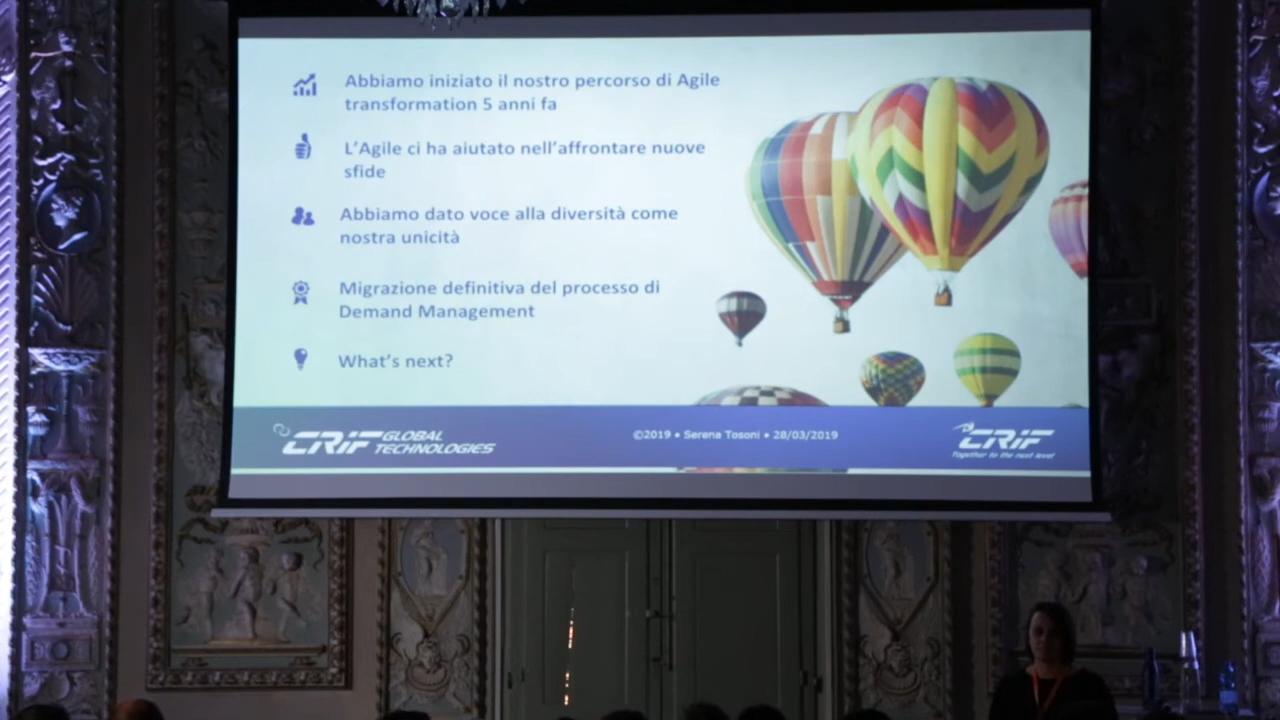 Abbiamo iniziato il nostro percorso di Agile
transformation 5 anni fa
L'Agile ci ha aiutato nell'affrontare nuove
sfide
Abbiamo dato voce alla diversità come
nostra unicità
Migrazione definitiva del processo di
Demand Management
What's next?
CRIF GLOBAL
TECHNOLOGIES
©2019 • Serena Tosoni • 28/03/2019
CRIF
Together to the next level